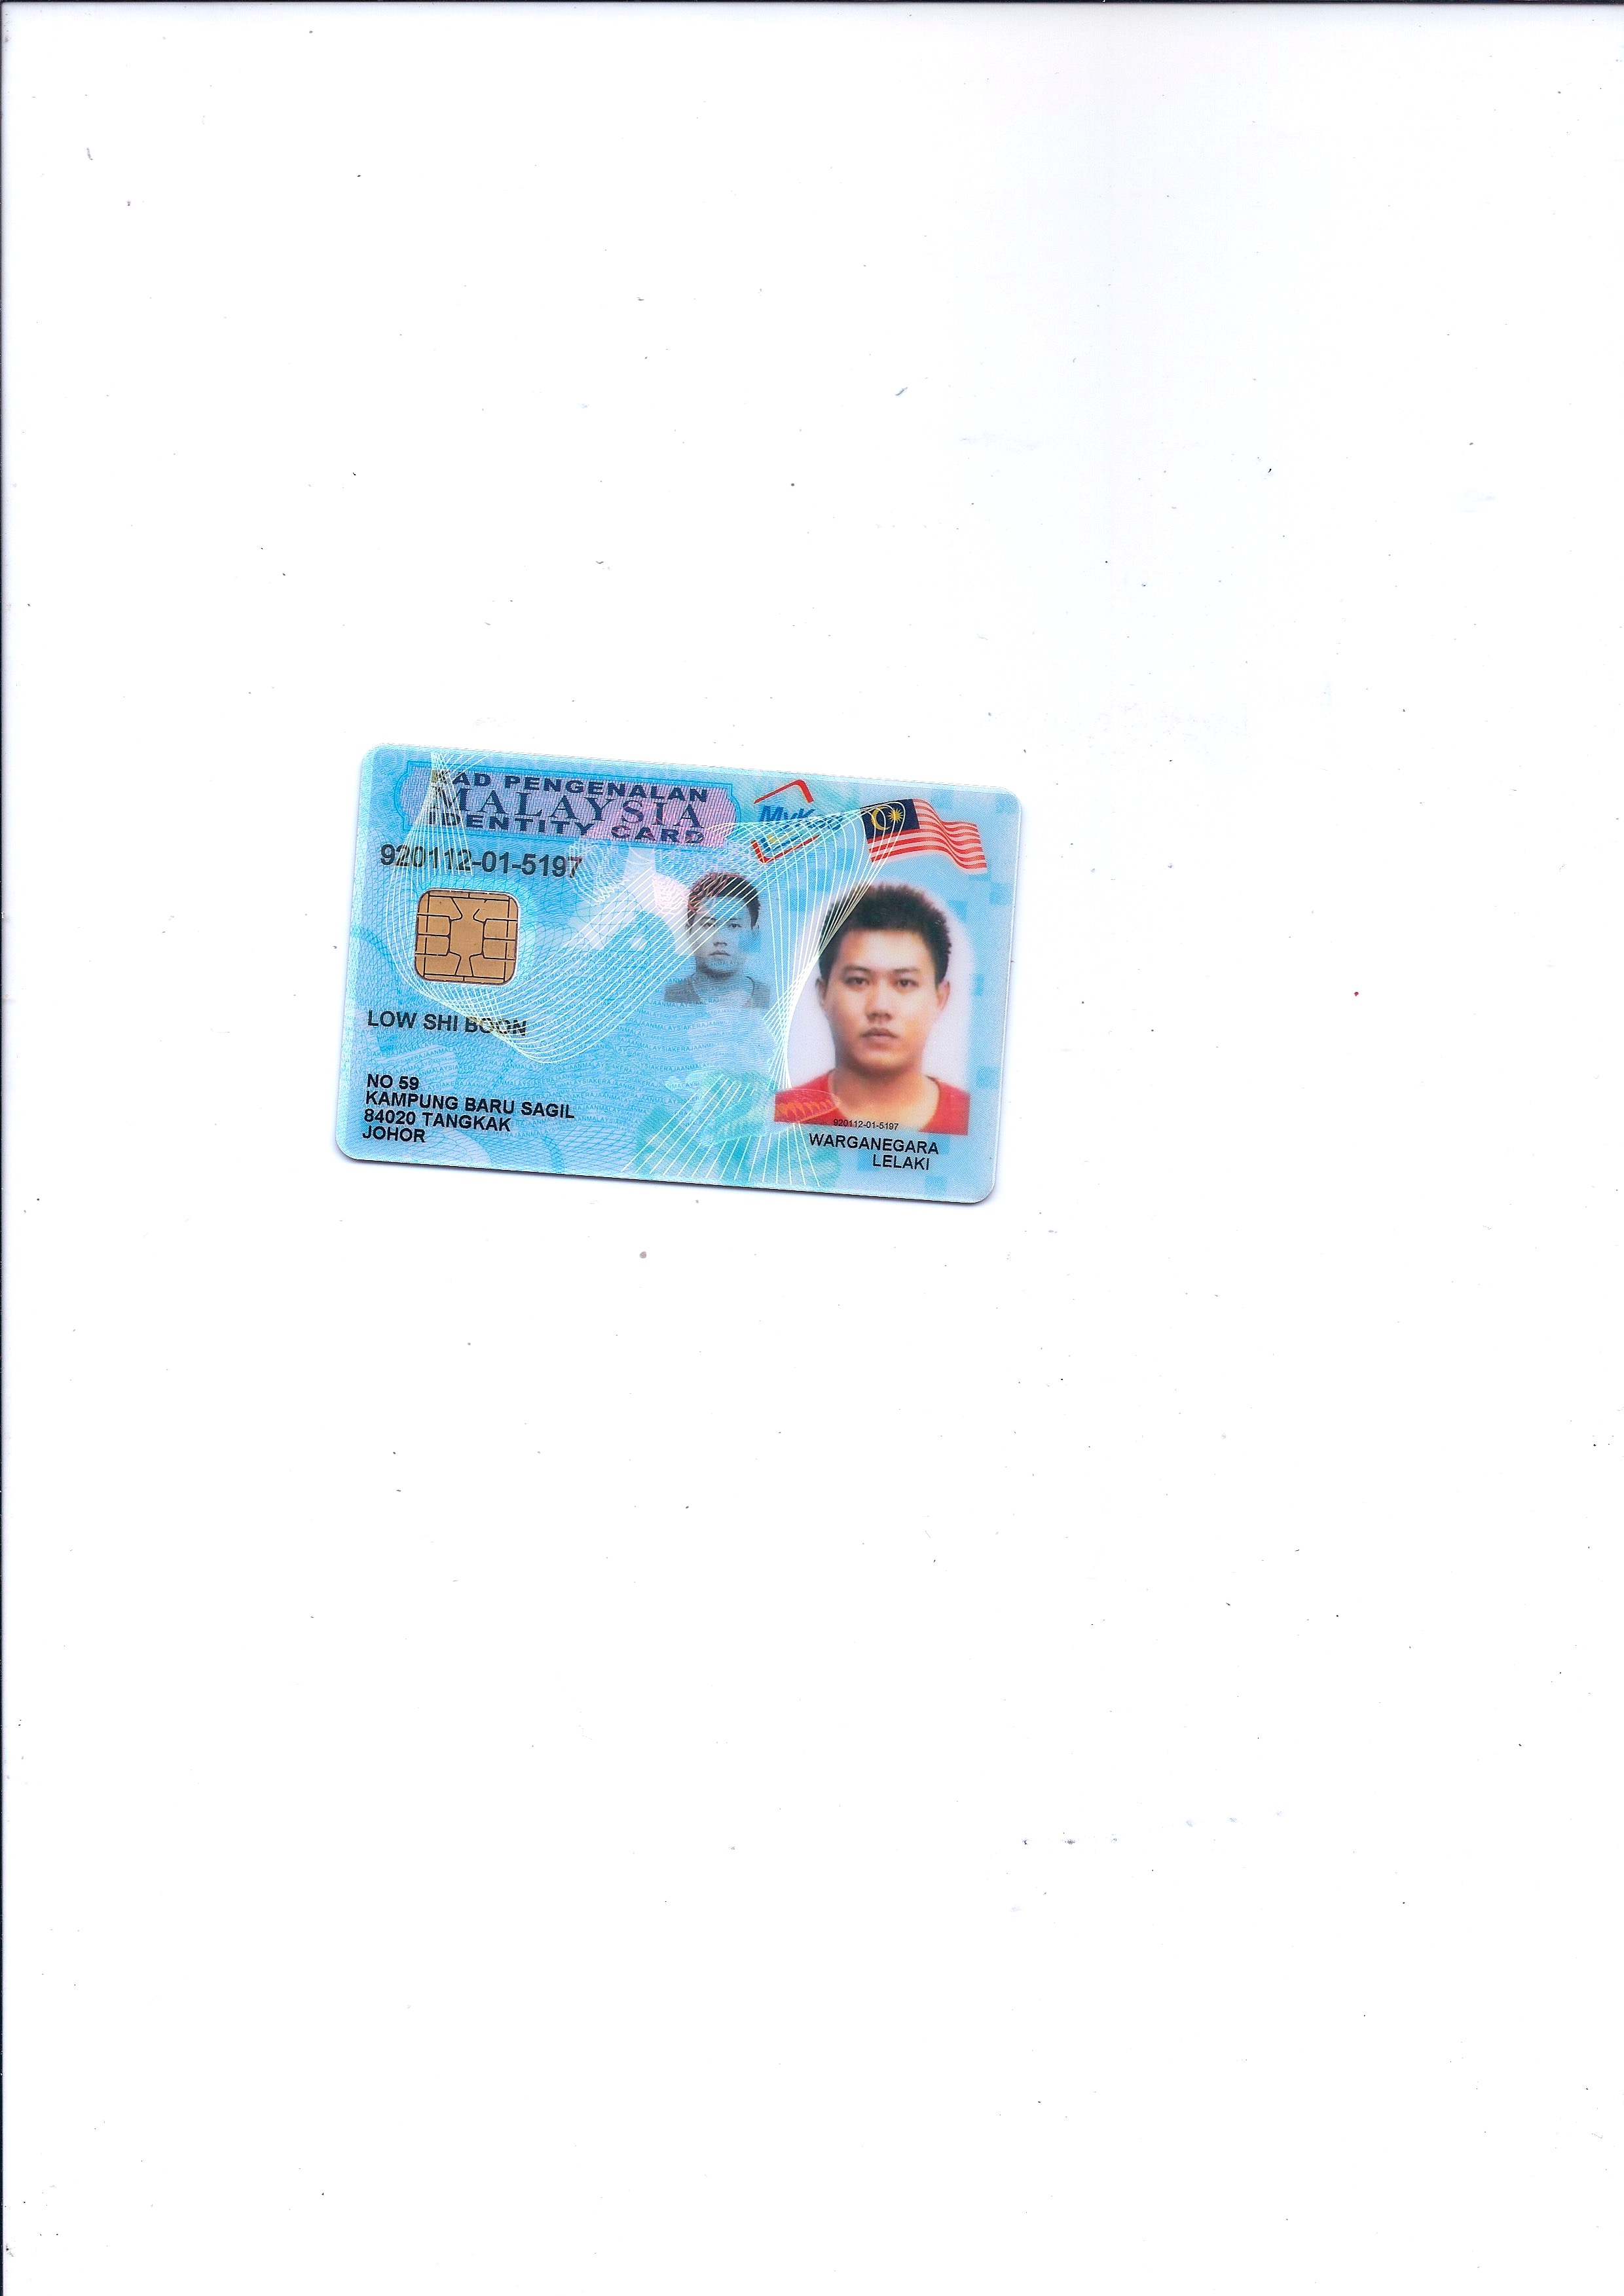 KAD PENGENALAN
MALAYSIA
IDENTITY CARD
MyKad
920112-01-5197
LOW SHI BOON
NO 59
KAMPUNG BARU SAGIL
84020 TANGKAK
JOHOR
920112-01-5197
WARGANEGARA
LELAKI